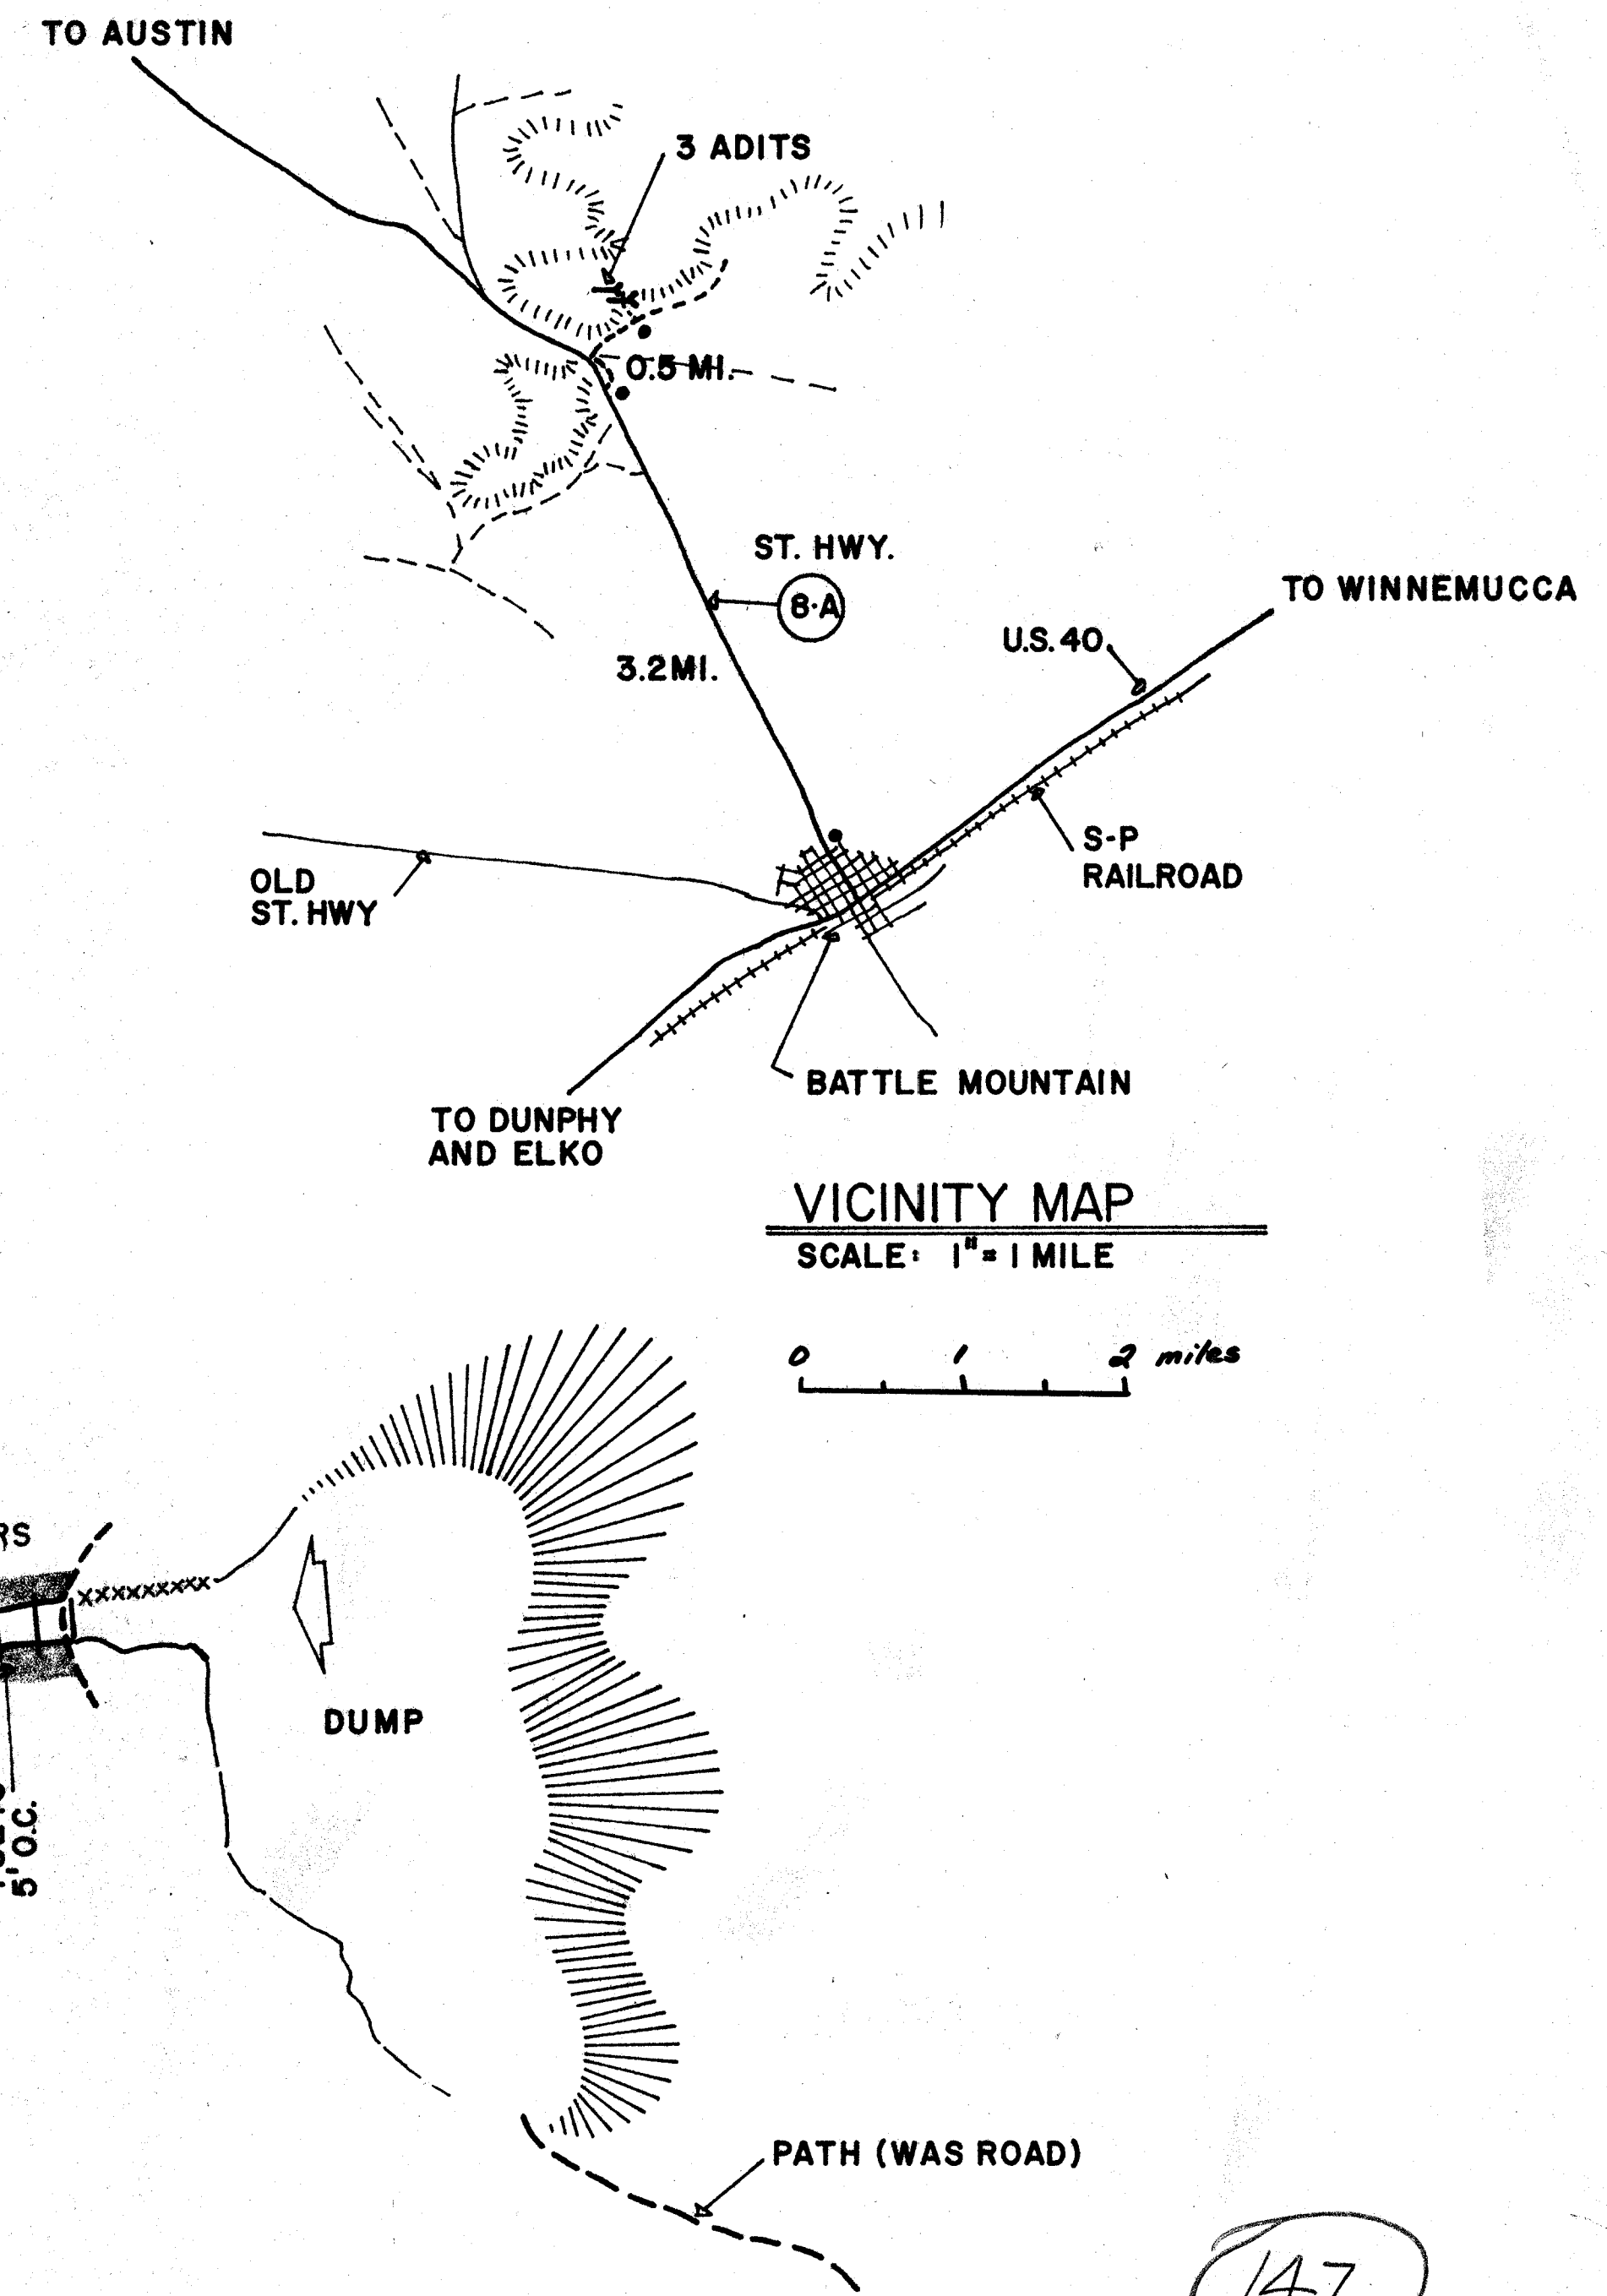 TO AUSTIN
3 ADITS
0.5 MI.
ST. HWY.
8·A
TO WINNEMUCCA
U.S. 40
3.2 MI.
S-P
RAILROAD
OLD
ST. HWY
BATTLE MOUNTAIN
TO DUNPHY
AND ELKO
VICINITY MAP
SCALE: 1" = 1 MILE
0 1 2 miles
RS
DUMP
5' O.C.
PATH (WAS ROAD)
147